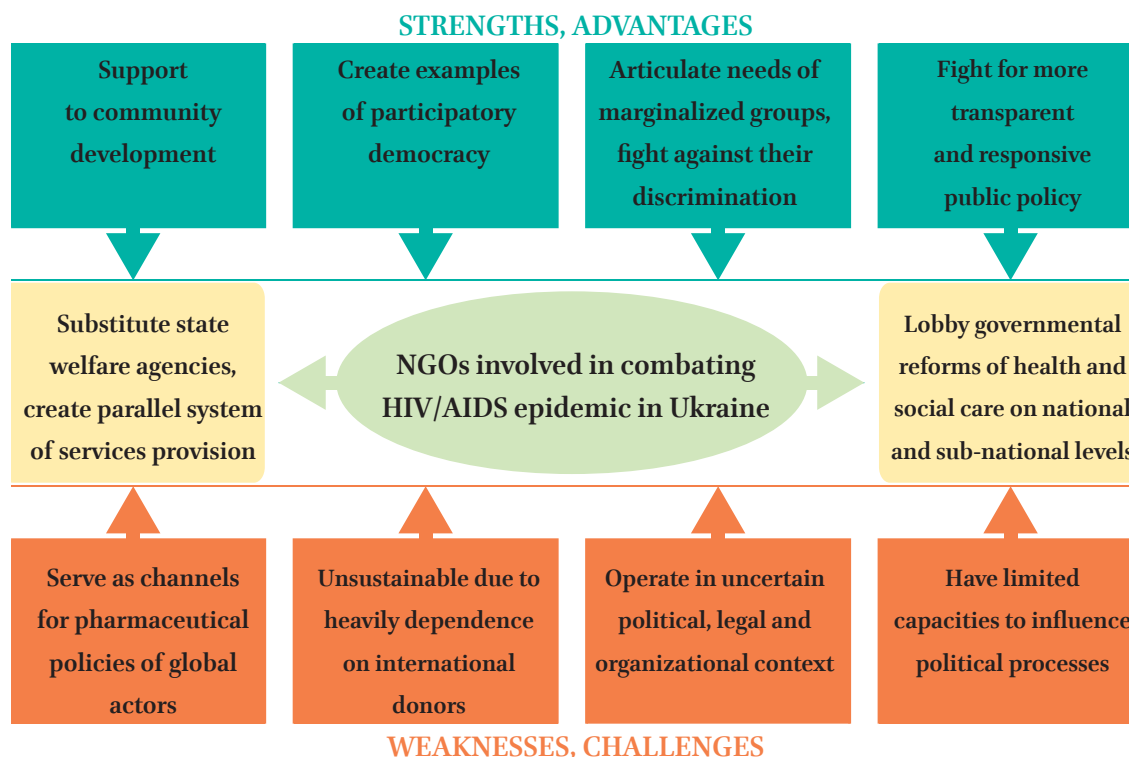 STRENGTHS, ADVANTAGES
Support
to community
development
Create examples
of participatory
democracy
Articulate needs of
marginalized groups,
fight against their
discrimination
Fight for more
transparent
and responsive
public policy
Substitute state
welfare agencies,
create parallel system
of services provision
NGOs involved in combating
HIV/AIDS epidemic in Ukraine
Lobby governmental
reforms of health and
social care on national
and sub-national levels
Serve as channels
for pharmaceutical
policies of global
actors
Unsustainable due to
heavily dependence
on international
donors
Operate in uncertain
political, legal and
organizational context
Have limited
capacities to influence
political processes
WEAKNESSES, CHALLENGES